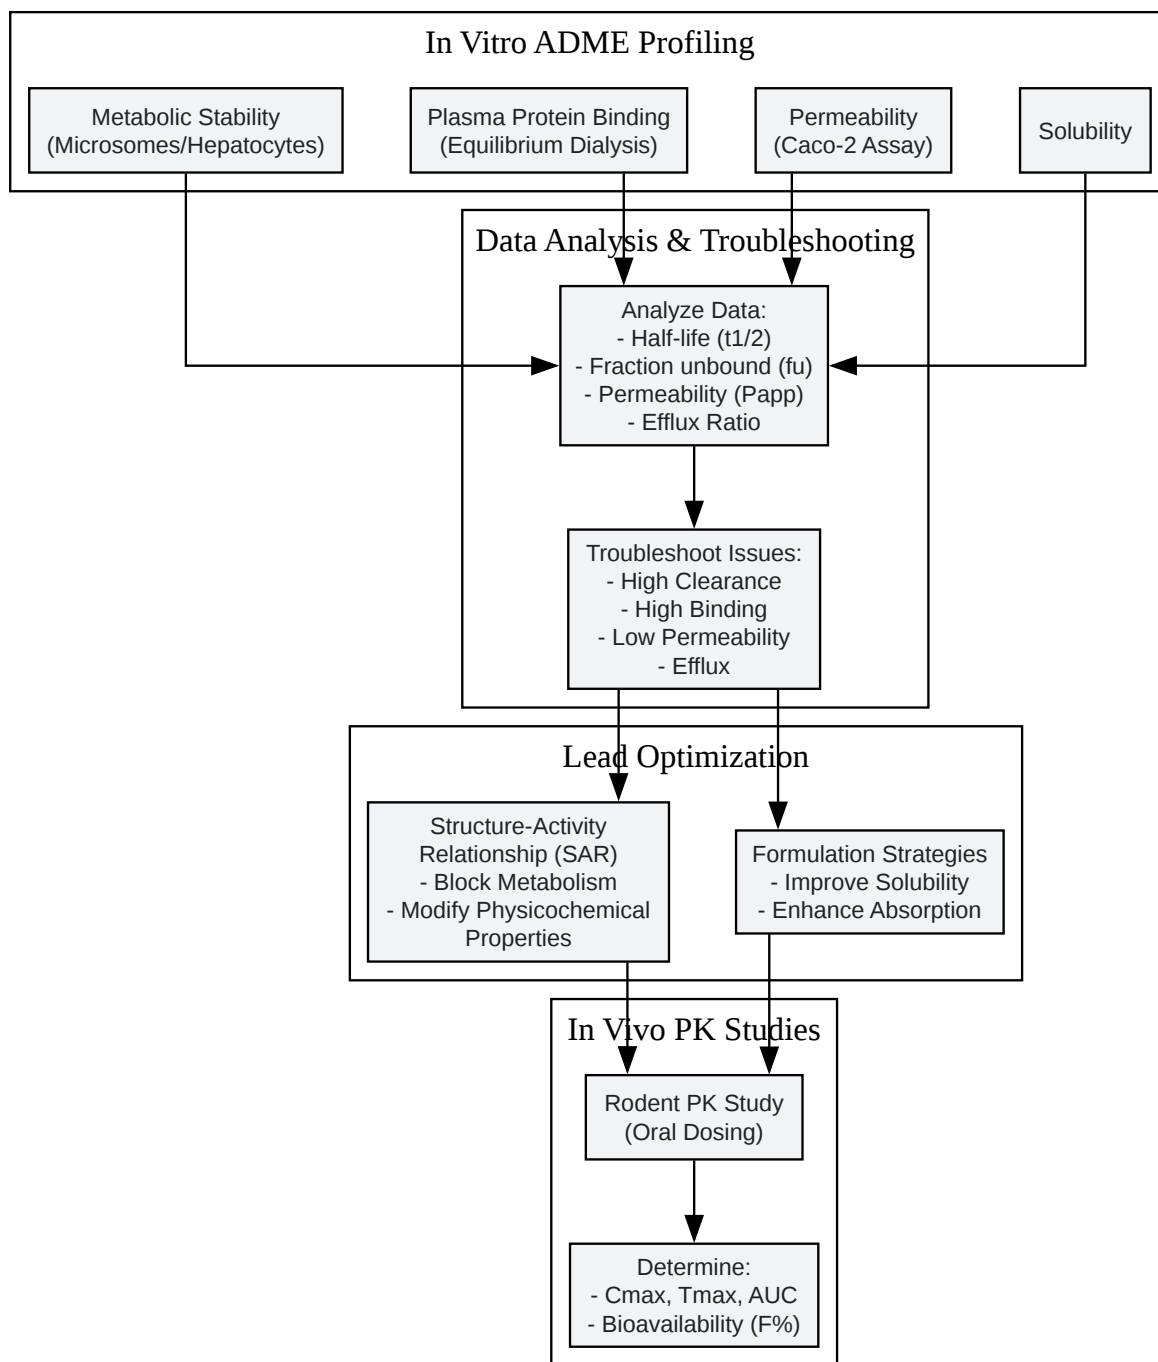 In Vitro ADME Profiling
Metabolic Stability
(Microsomes/Hepatocytes)
Plasma Protein Binding
(Equilibrium Dialysis)
Permeability
(Caco-2 Assay)
Solubility
Data Analysis & Troubleshooting
Analyze Data:
- Half-life (t1/2)
- Fraction unbound (fu)
- Permeability (Papp)
- Efflux Ratio
Troubleshoot Issues:
- High Clearance
- High Binding
- Low Permeability
- Efflux
Lead Optimization
Structure-Activity
Relationship (SAR)
- Block Metabolism
- Modify Physicochemical
Properties
Formulation Strategies
- Improve Solubility
- Enhance Absorption
In Vivo PK Studies
Rodent PK Study
(Oral Dosing)
Determine:
- Cmax, Tmax, AUC
- Bioavailability (F%)